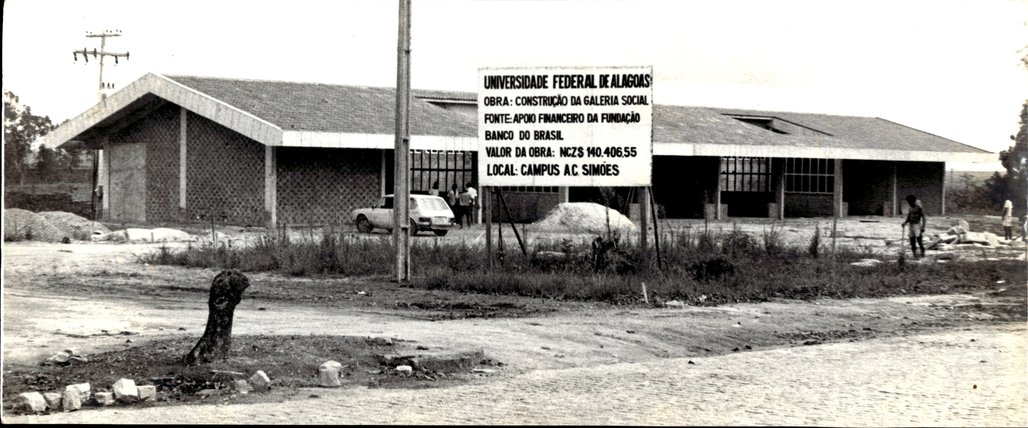 UNIVERSIDADE FEDERAL DE ALAGOAS
OBRA: CONSTRUÇÃO DA GALERIA SOCIAL
FONTE: APOIO FINANCEIRO DA FUNDAÇÃO
BANCO DO BRASIL
VALOR DA OBRA: NCZ$ 140.406,55
LOCAL: CAMPUS A.C. SIMÕES